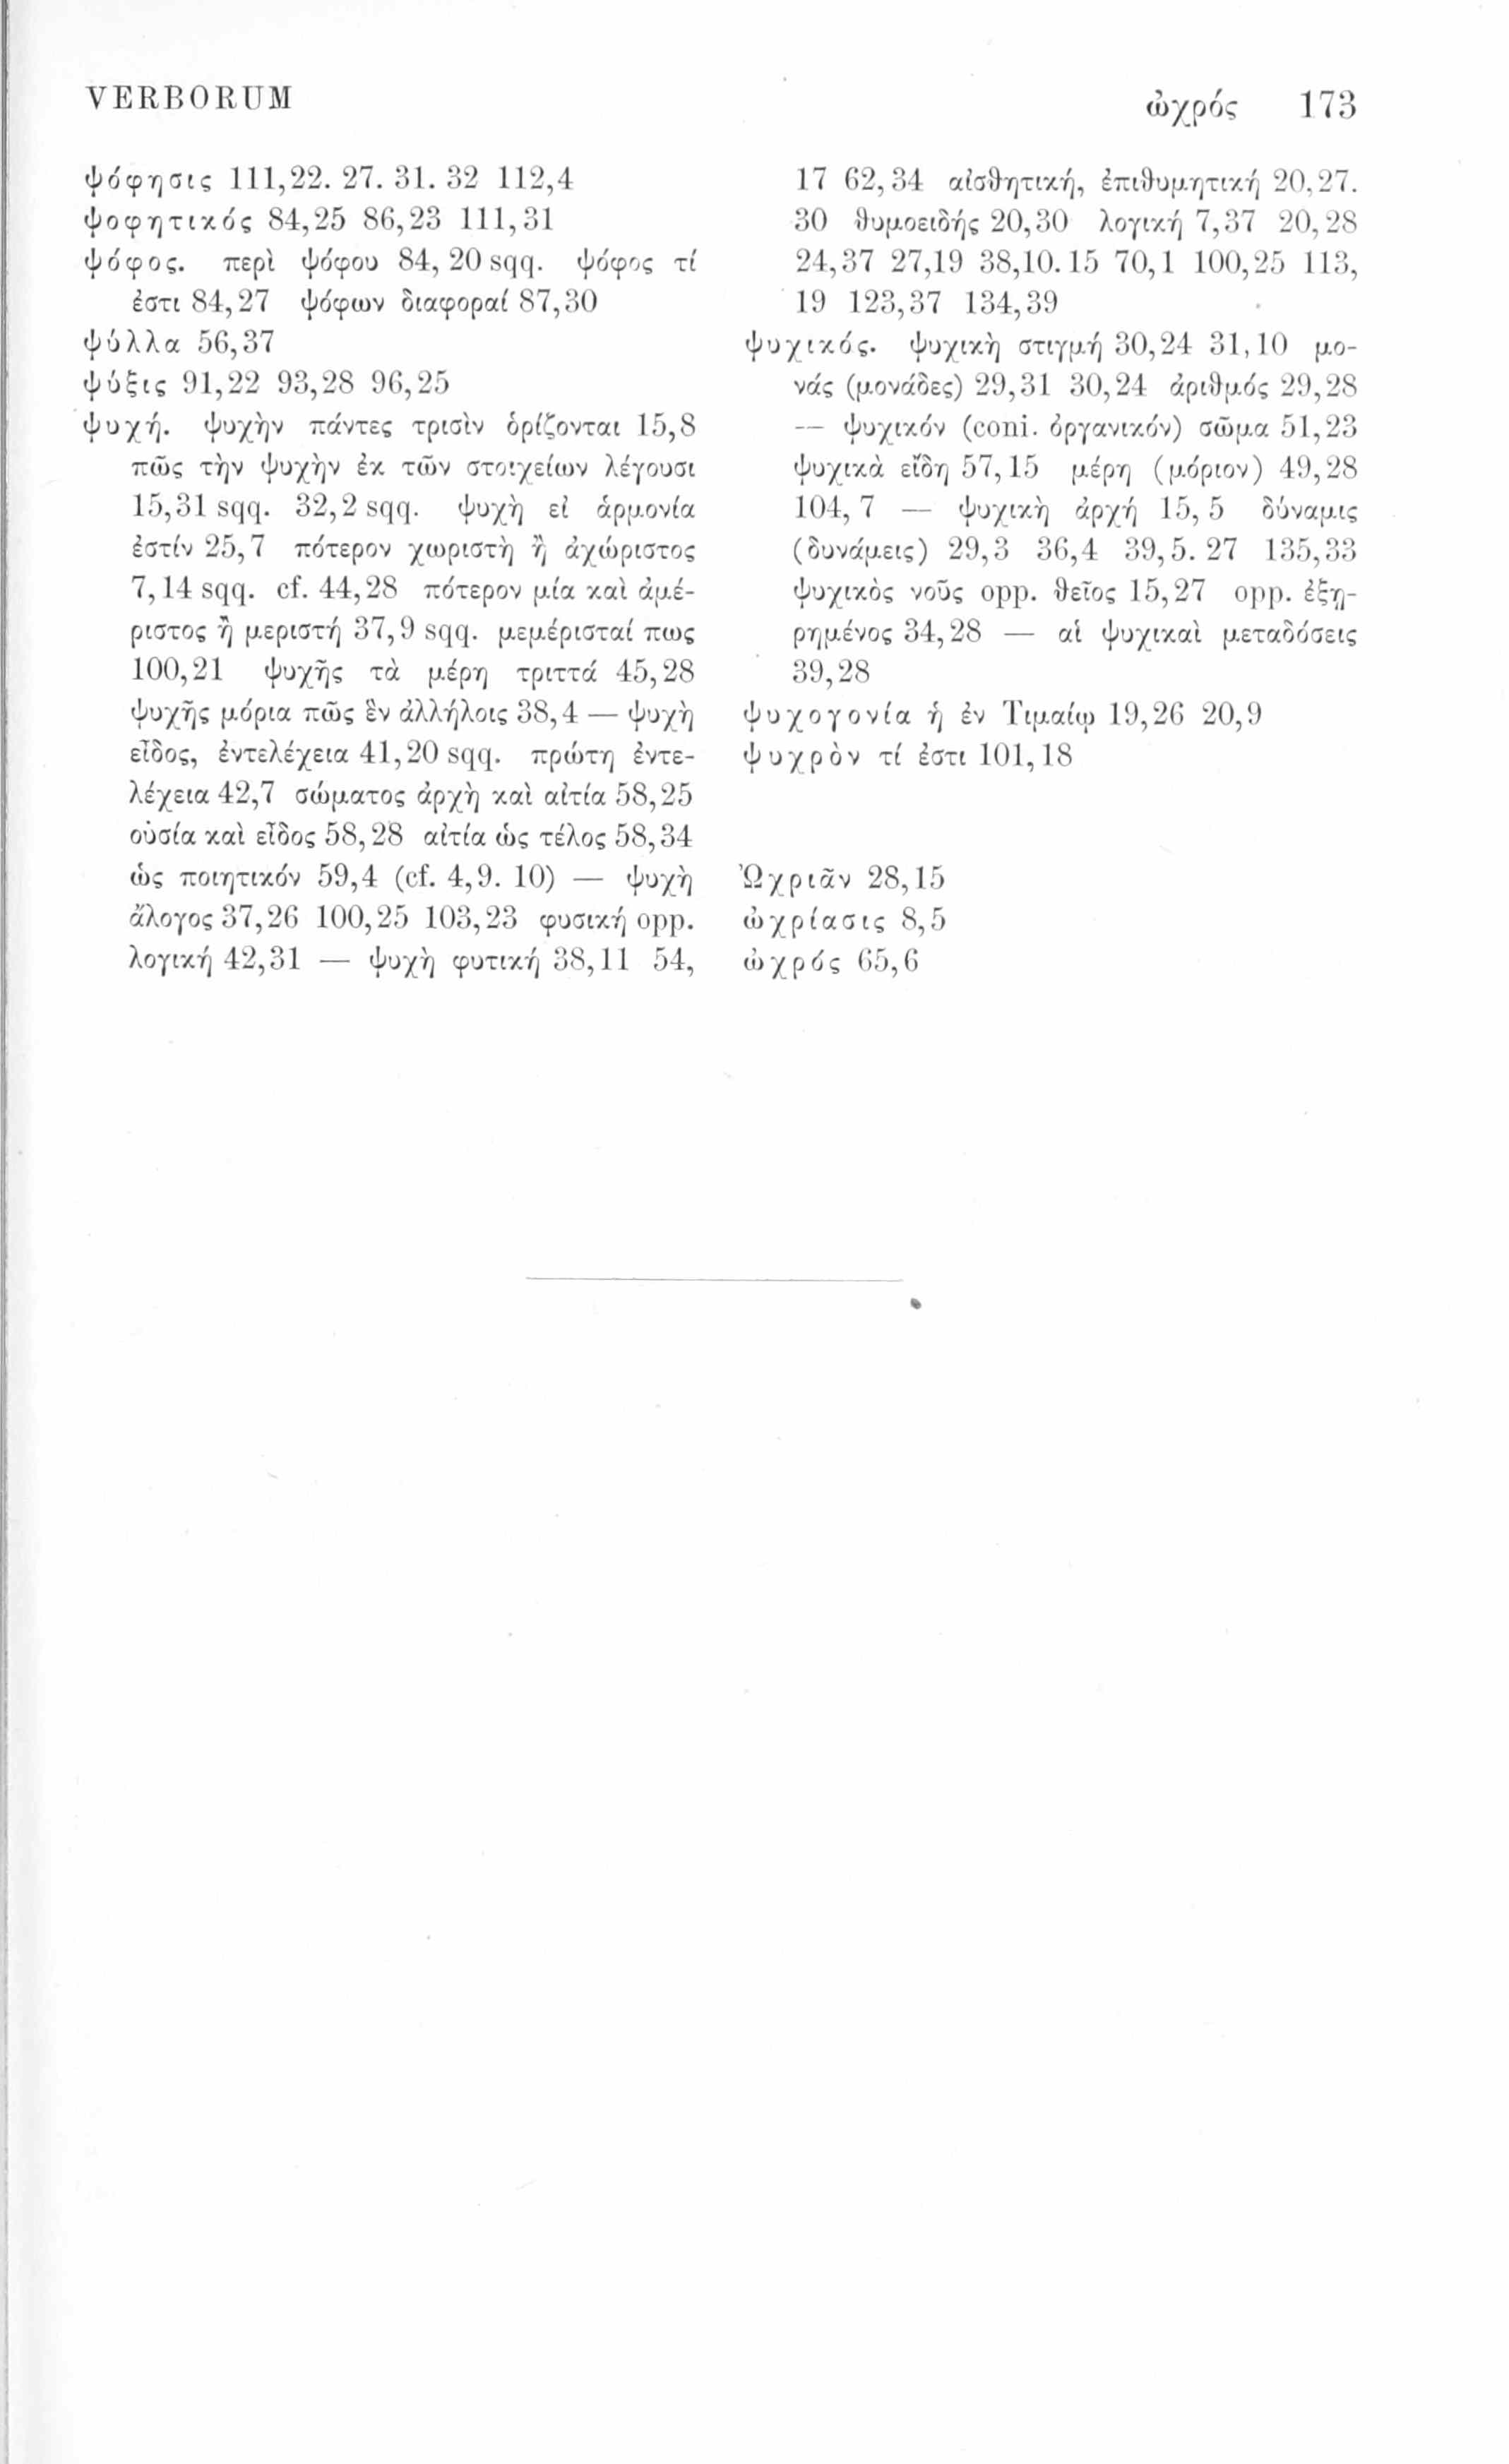 VERBORUM ὠχρός 173
ψόφησις 111,22. 27. 31. 32 112,4
ψοφητικός 84,25 86,23 111,31
ψόφος. περὶ ψόφου 84, 20 sqq. ψόφος τί
ἐστι 84,27 ψόφων διαφοραί 87,30
ψύλλα 56,37
ψύξις 91,22 93,28 96,25
ψυχή. ψυχὴν πάντες τρισὶν ὁρίζονται 15,8
πῶς τὴν ψυχὴν ἐκ τῶν στοιχείων λέγουσι
15,31 sqq. 32,2 sqq. ψυχὴ εἰ ἁρμονία
ἐστίν 25,7 πότερον χωριστὴ ἢ ἀχώριστος
7,14 sqq. cf. 44,28 πότερον μία καὶ ἀμέ-
ριστος ἢ μεριστή 37,9 sqq. μεμέρισταί πως
100,21 ψυχῆς τὰ μέρη τριττά 45,28
ψυχῆς μόρια πῶς ἓν ἀλλήλοις 38,4 — ψυχὴ
εἶδος, ἐντελέχεια 41,20 sqq. πρώτη ἐντε-
λέχεια 42,7 σώματος ἀρχὴ καὶ αἰτία 58,25
οὐσία καὶ εἶδος 58,28 αἰτία ὡς τέλος 58,34
ὡς ποιητικόν 59,4 (cf. 4,9. 10) — ψυχὴ
ἄλογος 37,26 100,25 103,23 φυσική opp.
λογική 42,31 — ψυχὴ φυτική 38,11 54,
17 62,34 αἰσθητική, ἐπιθυμητική 20,27.
30 θυμοειδής 20,30 λογική 7,37 20,28
24,37 27,19 38,10.15 70,1 100,25 113,
19 123,37 134,39
ψυχικός. ψυχικὴ στιγμή 30,24 31,10 μο-
νάς (μονάδες) 29,31 30,24 ἀριθμός 29,28
— ψυχικόν (coni. ὀργανικόν) σῶμα 51,23
ψυχικὰ εἴδη 57,15 μέρη (μόριον) 49,28
104, 7 — ψυχικὴ ἀρχή 15, 5 δύναμις
(δυνάμεις) 29,3 36,4 39,5. 27 135,33
ψυχικὸς νοῦς opp. θεῖος 15,27 opp. ἐξῃ-
ρημένος 34,28 — αἱ ψυχικαὶ μεταδόσεις
39,28
ψυχογονία ἡ ἐν Τιμαίῳ 19,26 20,9
ψυχρὸν τί ἐστι 101,18
Ὠχριᾶν 28,15
ὠχρίασις 8,5
ὠχρός 65,6